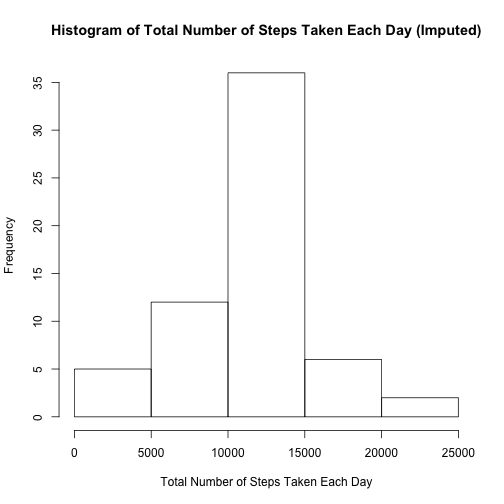 Histogram of Total Number of Steps Taken Each Day (Imputed)
Frequency
35
30
25
20
15
10
5
0
0 5000 10000 15000 20000 25000
Total Number of Steps Taken Each Day